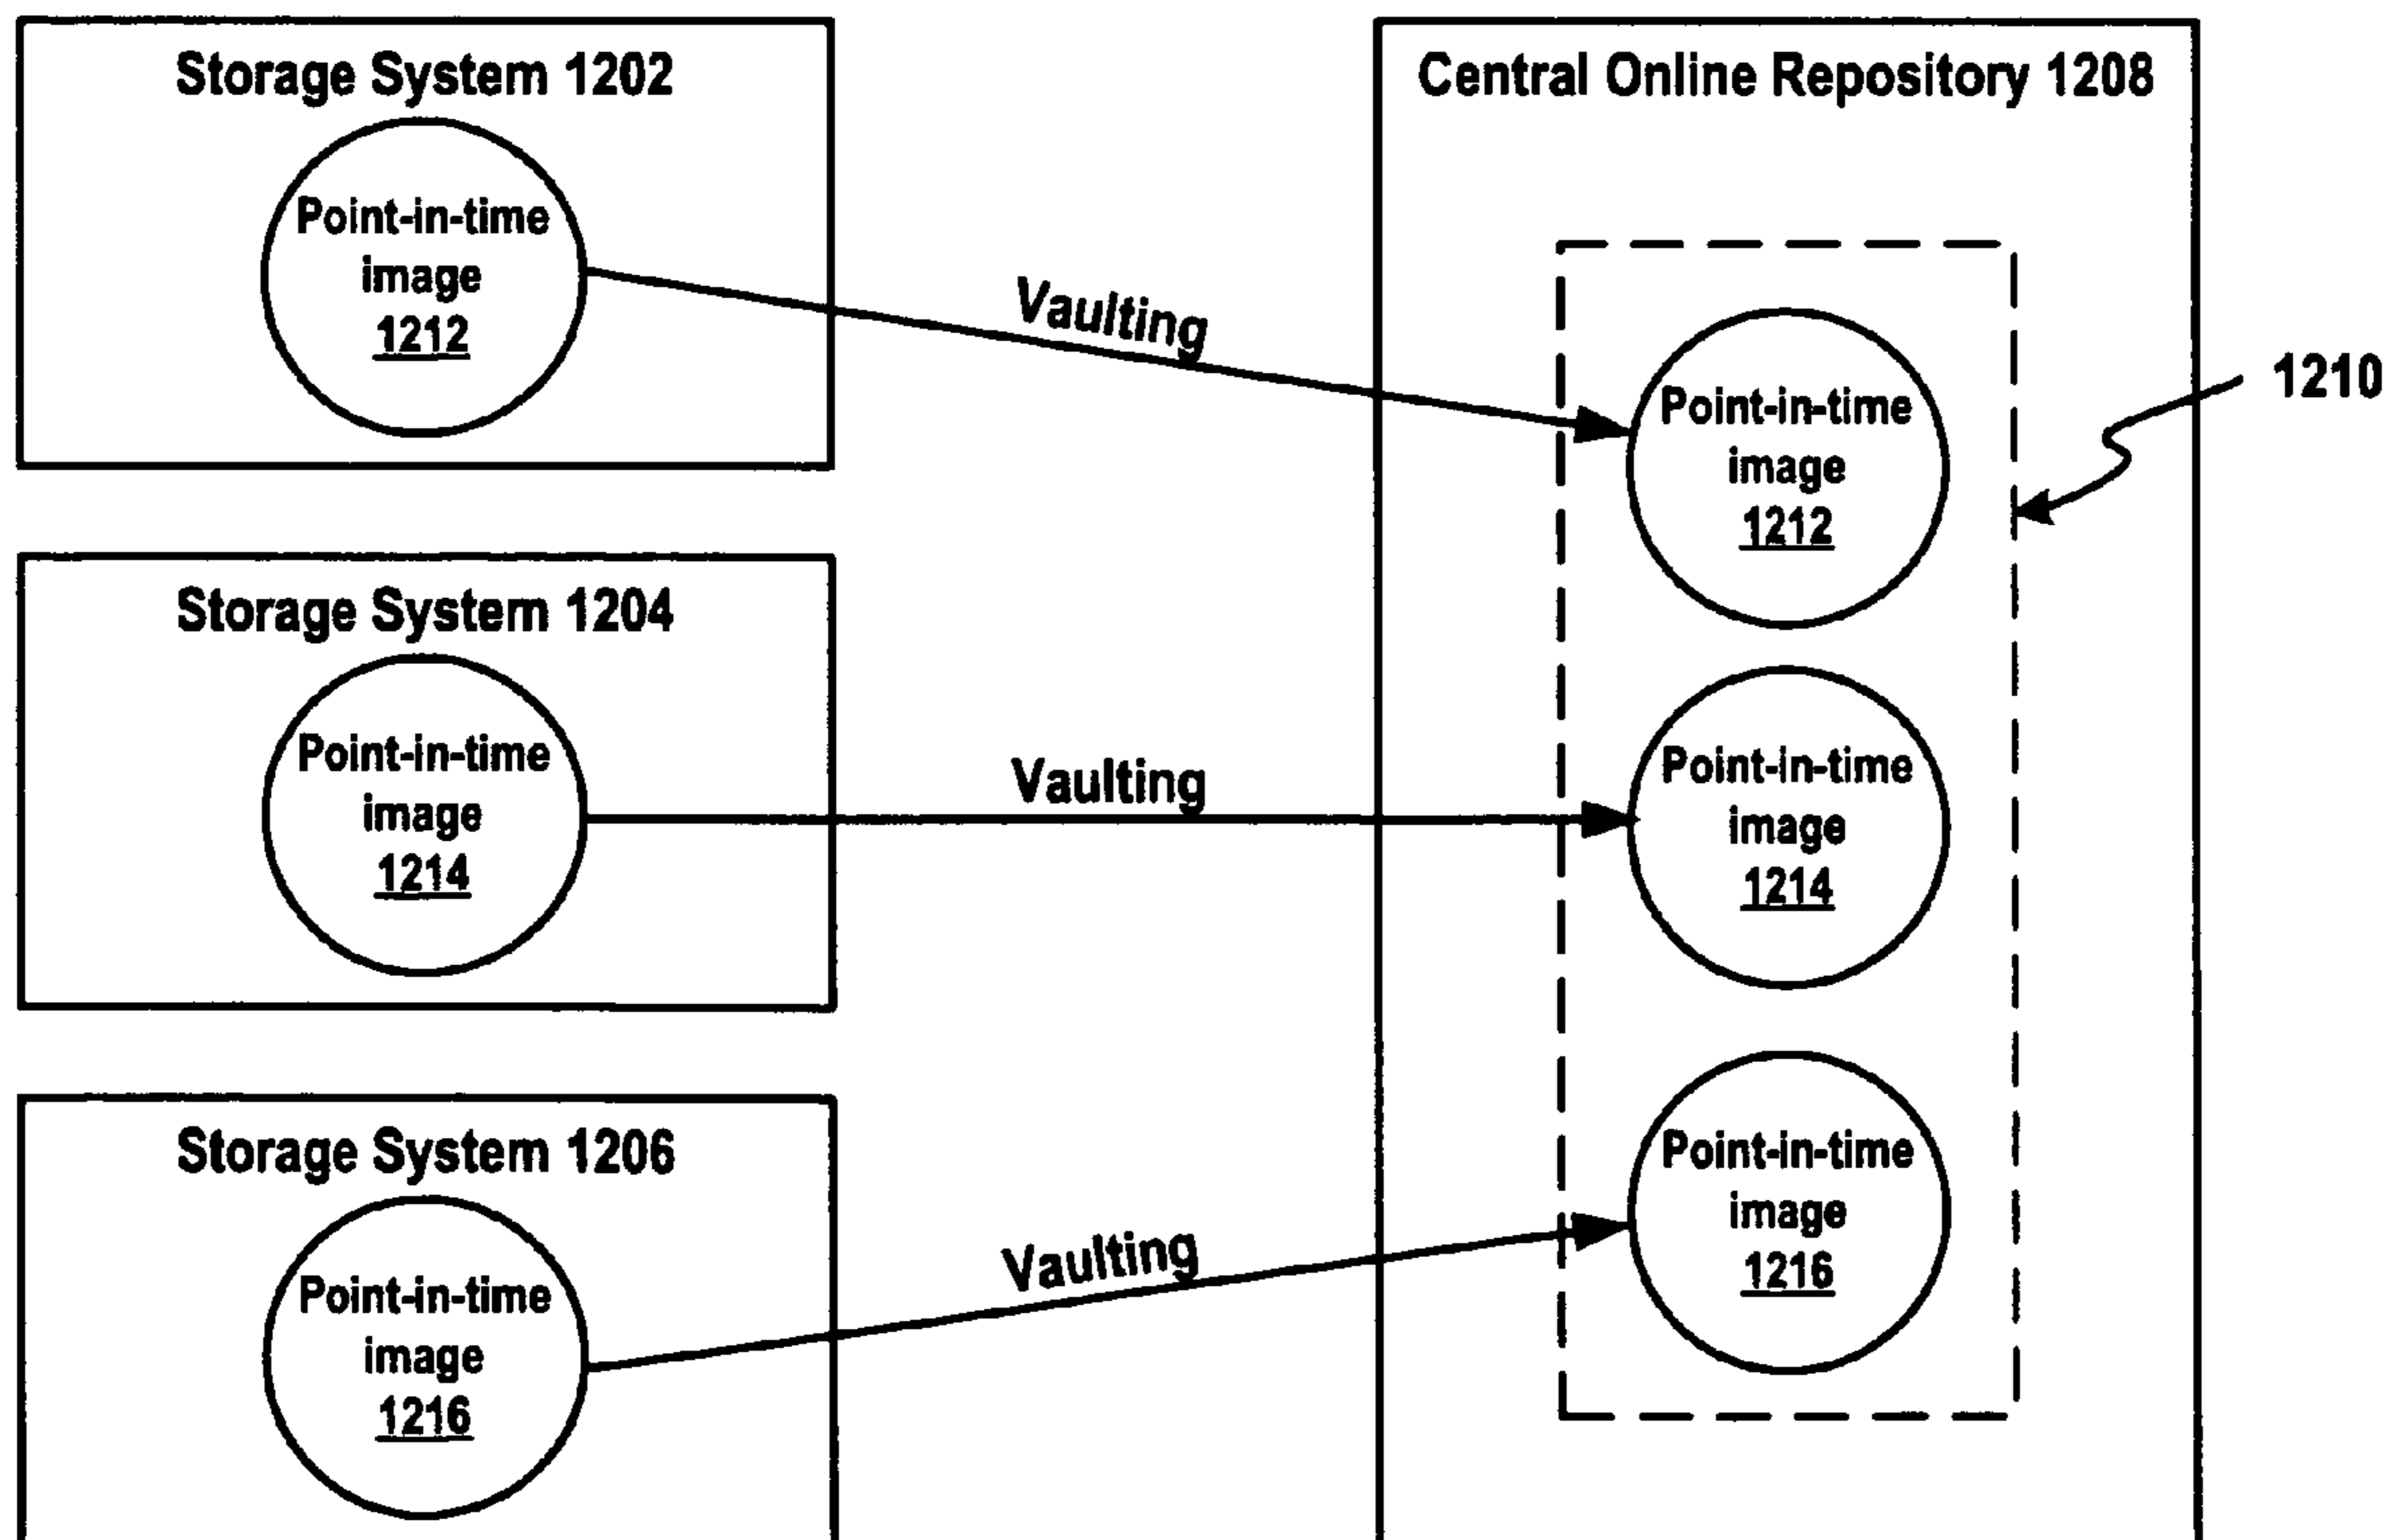 Storage System 1202
Point-in-time
image
1212
Vaulting
Storage System 1204
Point-in-time
image
1214
Vaulting
Storage System 1206
Point-in-time
image
1216
Vaulting
Central Online Repository 1208
Point-in-time
image
1212
Point-in-time
image
1214
Point-in-time
image
1216
1210